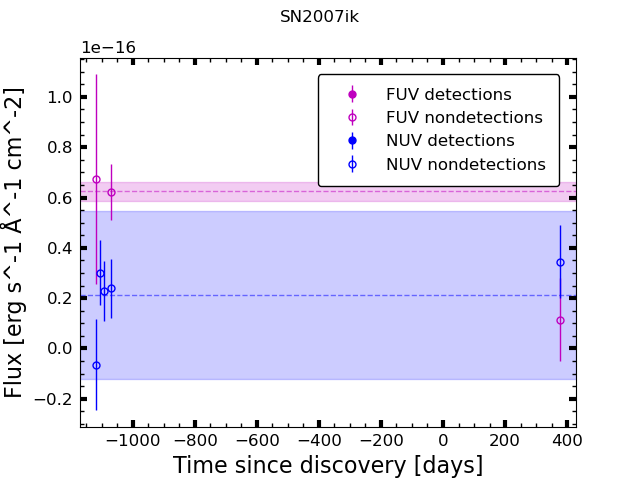 SN2007ik
1e−16
FUV detections
FUV nondetections
NUV detections
NUV nondetections
1.0
0.8
0.6
0.4
0.2
0.0
−0.2
Flux [erg s^-1 Å^-1 cm^-2]
−1000 −800 −600 −400 −200 0 200 400
Time since discovery [days]